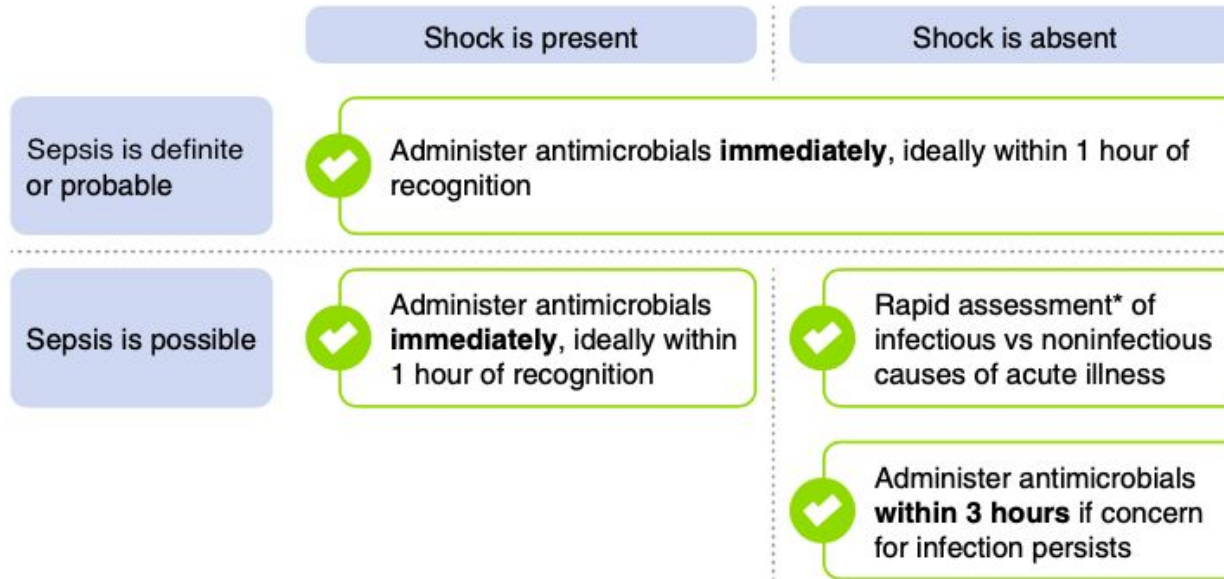 Shock is present
Shock is absent
Sepsis is definite
or probable
Administer antimicrobials immediately, ideally within 1 hour of
recognition
Sepsis is possible
Administer antimicrobials
immediately, ideally within
1 hour of recognition
Rapid assessment* of
infectious vs noninfectious
causes of acute illness
Administer antimicrobials
within 3 hours if concern
for infection persists